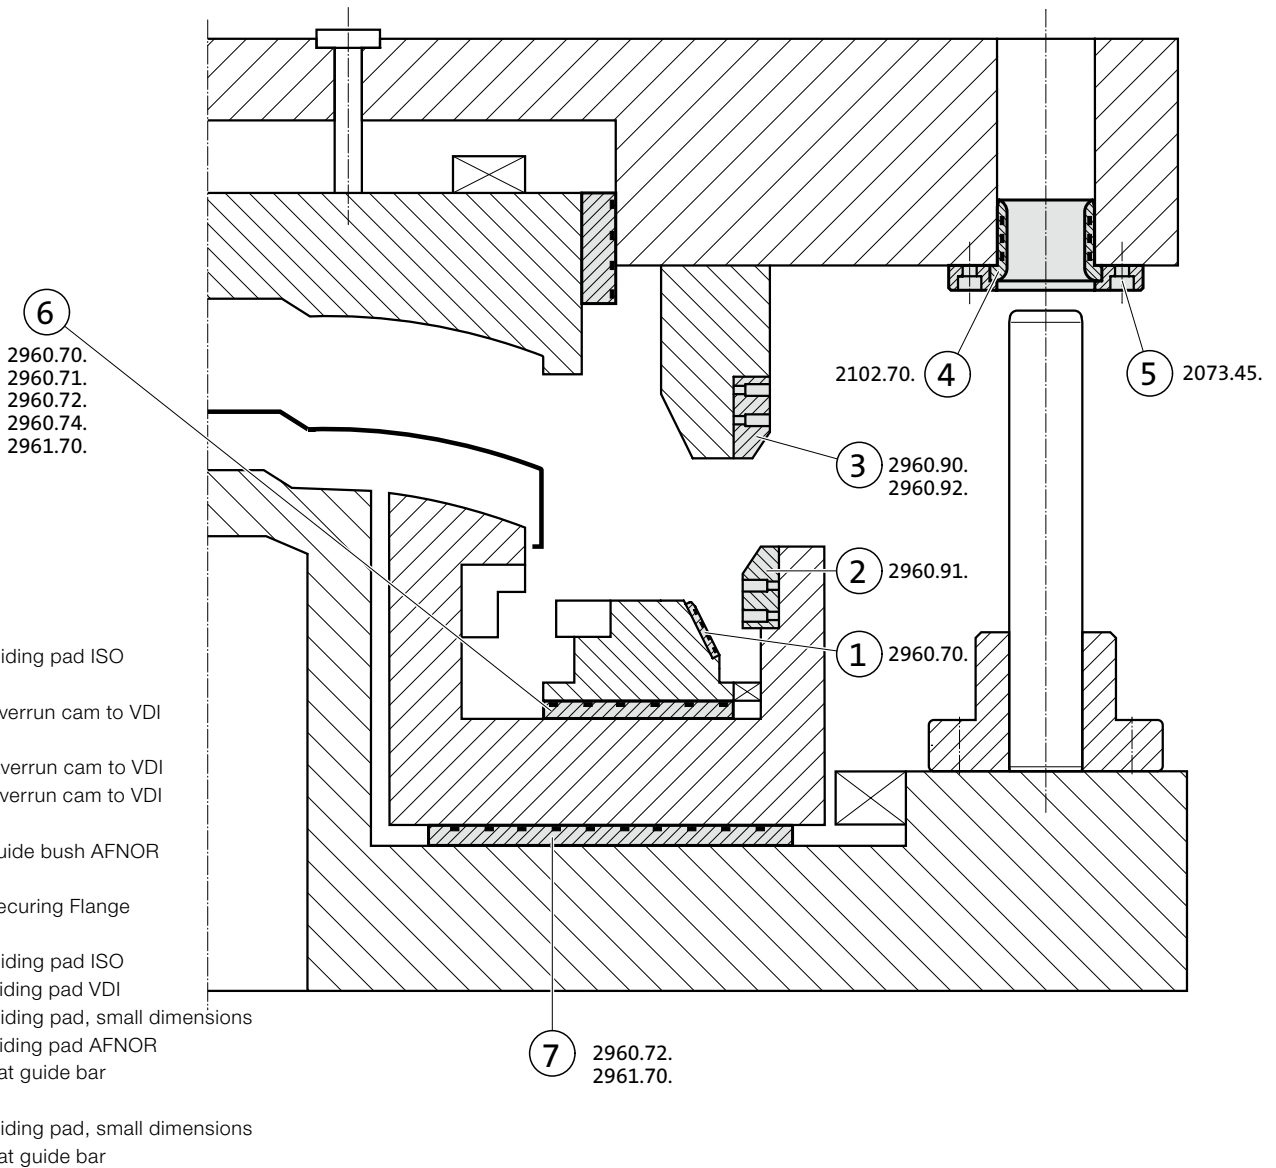 6
2960.70.
2960.71.
2960.72.
2960.74.
2961.70.
2102.70. 4
5 2073.45.
3 2960.90.
2960.92.
2 2960.91.
1 2960.70.
7 2960.72.
2961.70.
iding pad ISO
verrun cam to VDI
verrun cam to VDI
verrun cam to VDI
uide bush AFNOR
ecuring Flange
iding pad ISO
iding pad VDI
iding pad, small dimensions
iding pad AFNOR
at guide bar
iding pad, small dimensions
at guide bar